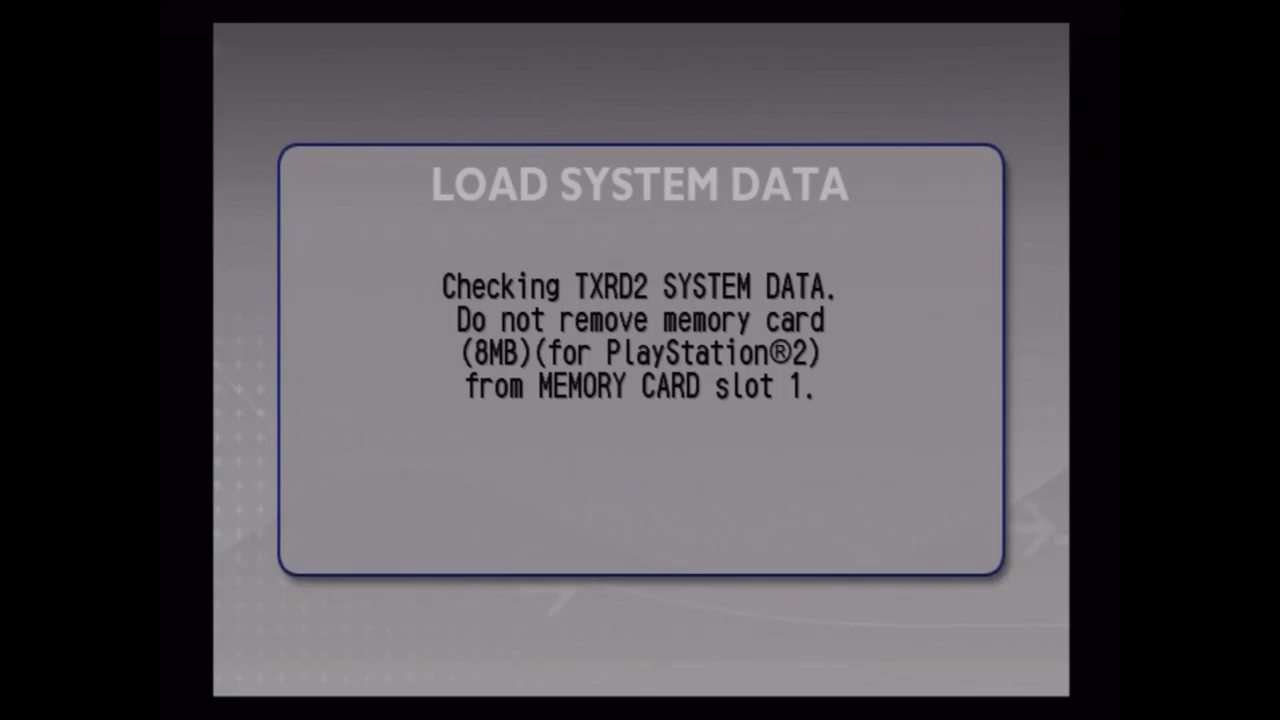 LOAD SYSTEM DATA
Checking TXRD2 SYSTEM DATA.
Do not remove memory card
(8MB)(for PlayStation®2)
from MEMORY CARD slot 1.